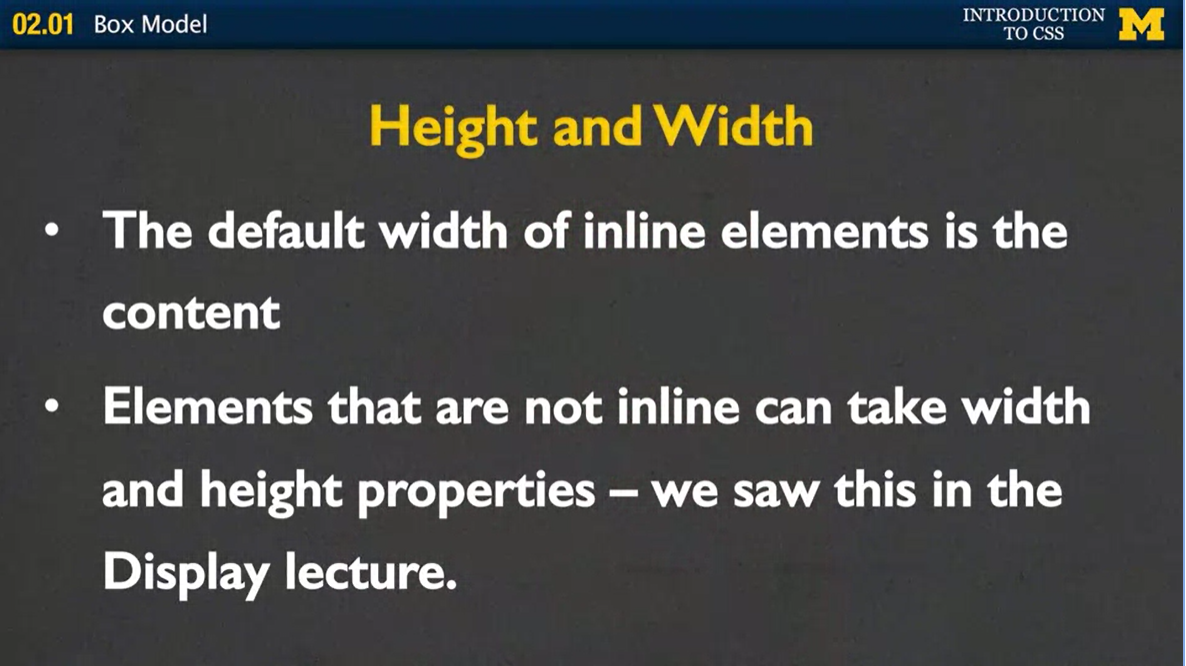 02.01 Box Model
INTRODUCTION
TO CSS
M
Height and Width
• The default width of inline elements is the
content
• Elements that are not inline can take width
and height properties – we saw this in the
Display lecture.